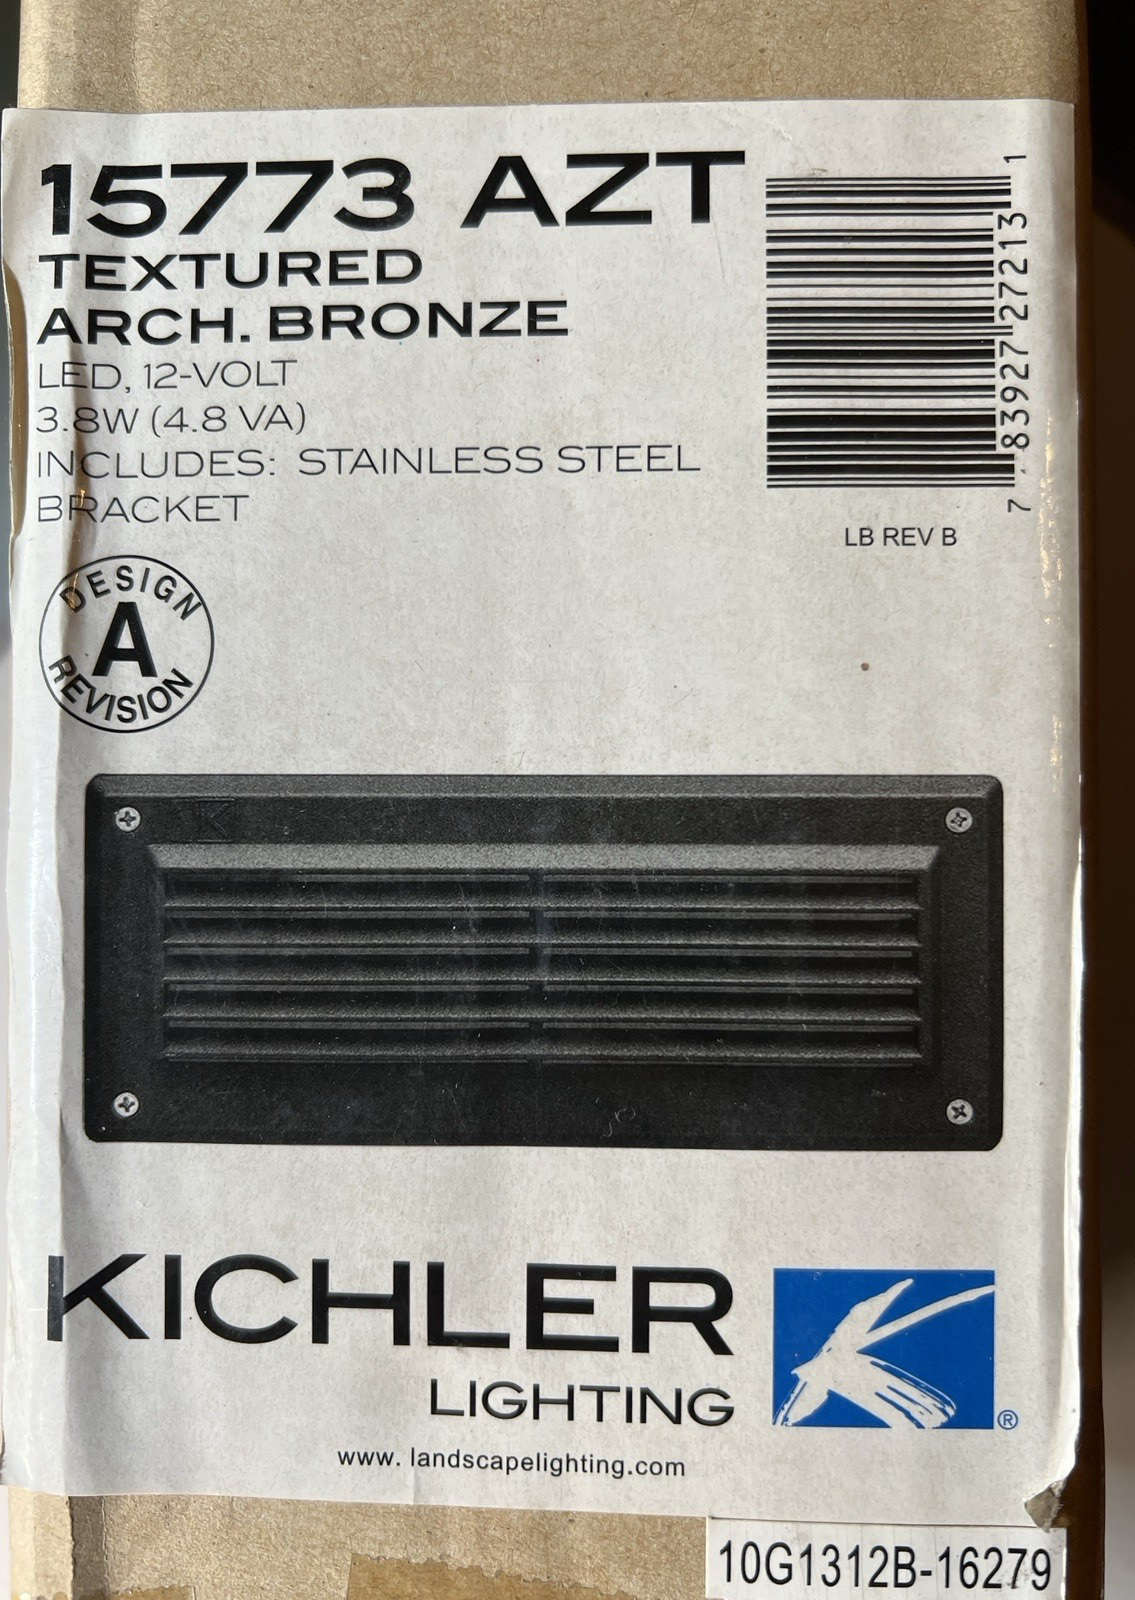 15773 AZT
TEXTURED
ARCH. BRONZE
LED, 12-VOLT
3.8W (4.8 VA)
INCLUDES: STAINLESS STEEL
BRACKET
7 83927 27213 1
LB REV B
DESIGN
A
REVISION
K
KICHLER
LIGHTING
®
www. landscapelighting.com
10G1312B-16279